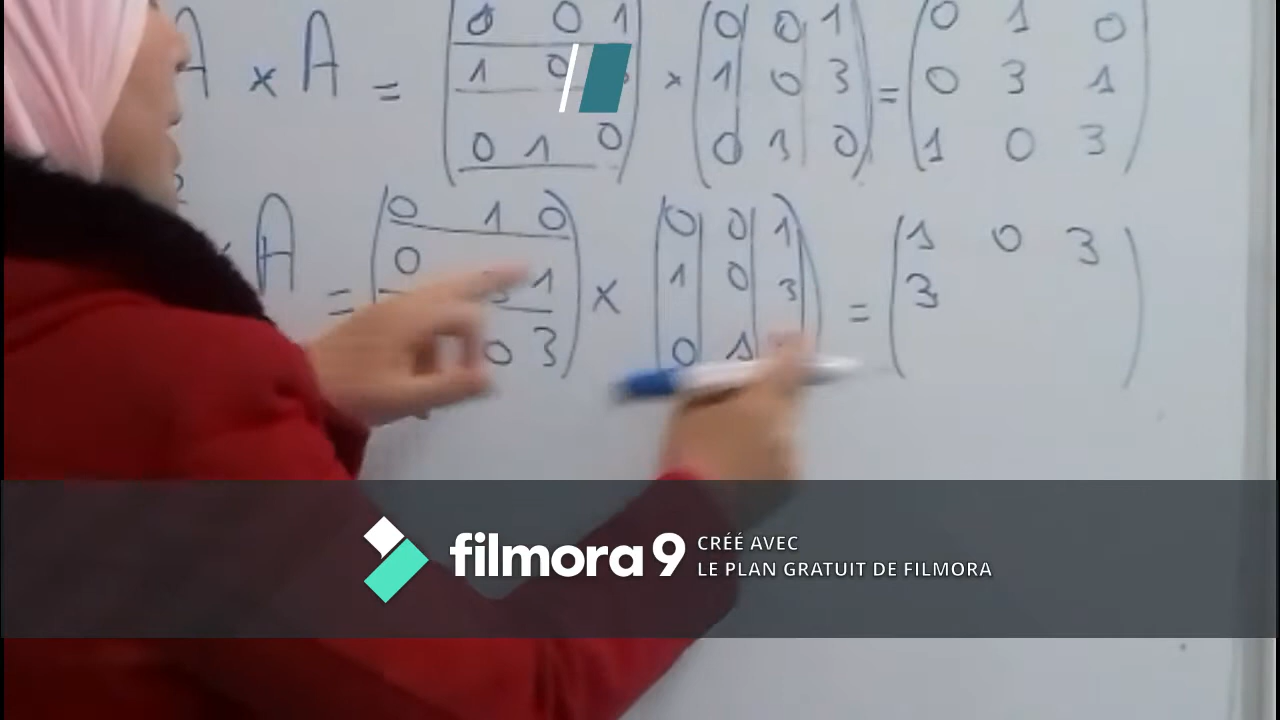 A × A = (0 0 1 × (0 0 1 = (0 1 0
1 0 1 0 3) 0 3 1
0 1 0) 0 1 0) 1 0 3)
A = (0 1 0 × (0 0 1 = (1 0 3
0 3 1 1 0 3 3
0 3) 0 1
filmora9 CRÉÉ AVEC
LE PLAN GRATUIT DE FILMORA